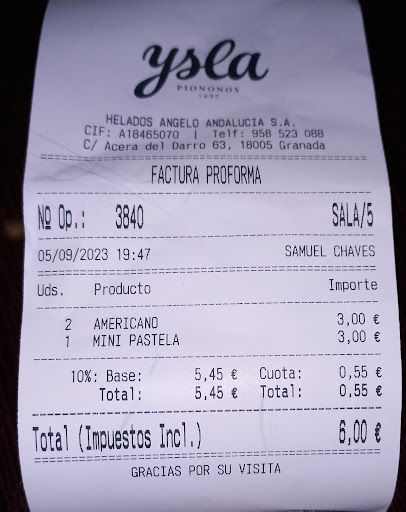 ysla
PIONONOS
1897
HELADOS ANGELO ANDALUCIA S.A.
CIF: A18465070 | Telf: 958 523 088
C/ Acera del Darro 63, 18005 Granada
FACTURA PROFORMA
Nº Op.: 3840 SALA/5
05/09/2023 19:47 SAMUEL CHAVES
Uds. Producto Importe
2 AMERICANO 3,00 €
1 MINI PASTELA 3,00 €
10%: Base: 5,45 € Cuota: 0,55 €
Total: 5,45 € Total: 0,55 €
Total (Impuestos Incl.) 6,00 €
GRACIAS POR SU VISITA